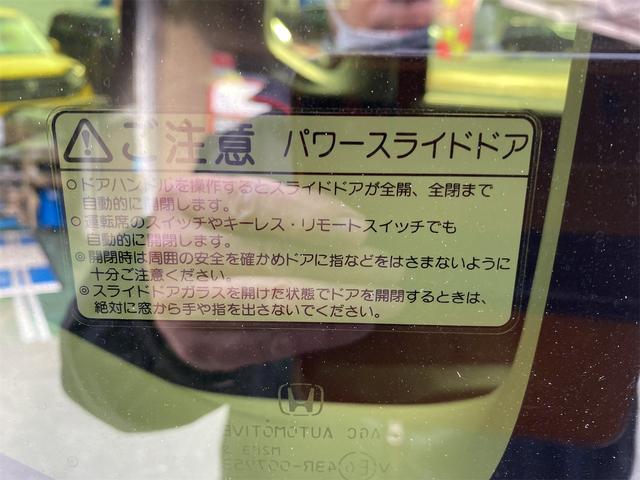 ご注意 パワースライドドア
○ドアハンドルを操作するとスライドドアが全開、全閉まで
自動的に開閉します。
○運転席のスイッチやキーレス・リモートスイッチでも
自動的に開閉します。
◎開閉時は周囲の安全を確かめドアに指などをはさまないように
十分ご注意ください。
◎スライドドアガラスを開けた状態でドアを開閉するときは、
絶対に窓から手や指を出さないでください。
AGC AUTOMOTIVE